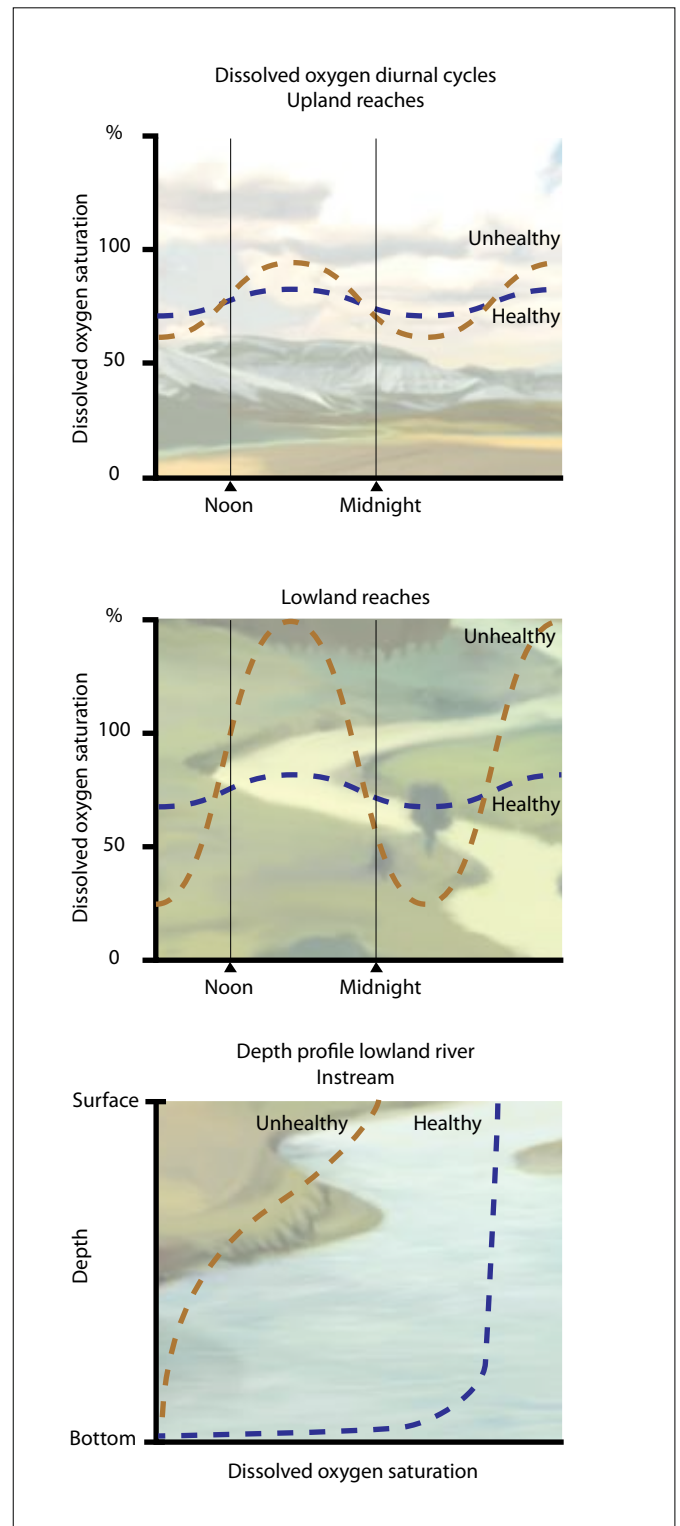 Dissolved oxygen diurnal cycles
Upland reaches
%
Dissolved oxygen saturation
100
Unhealthy
Healthy
50
0
Noon
Midnight
Lowland reaches
%
Dissolved oxygen saturation
Unhealthy
100
Healthy
50
0
Noon
Midnight
Depth profile lowland river
Instream
Surface
Unhealthy
Healthy
Depth
Bottom
Dissolved oxygen saturation